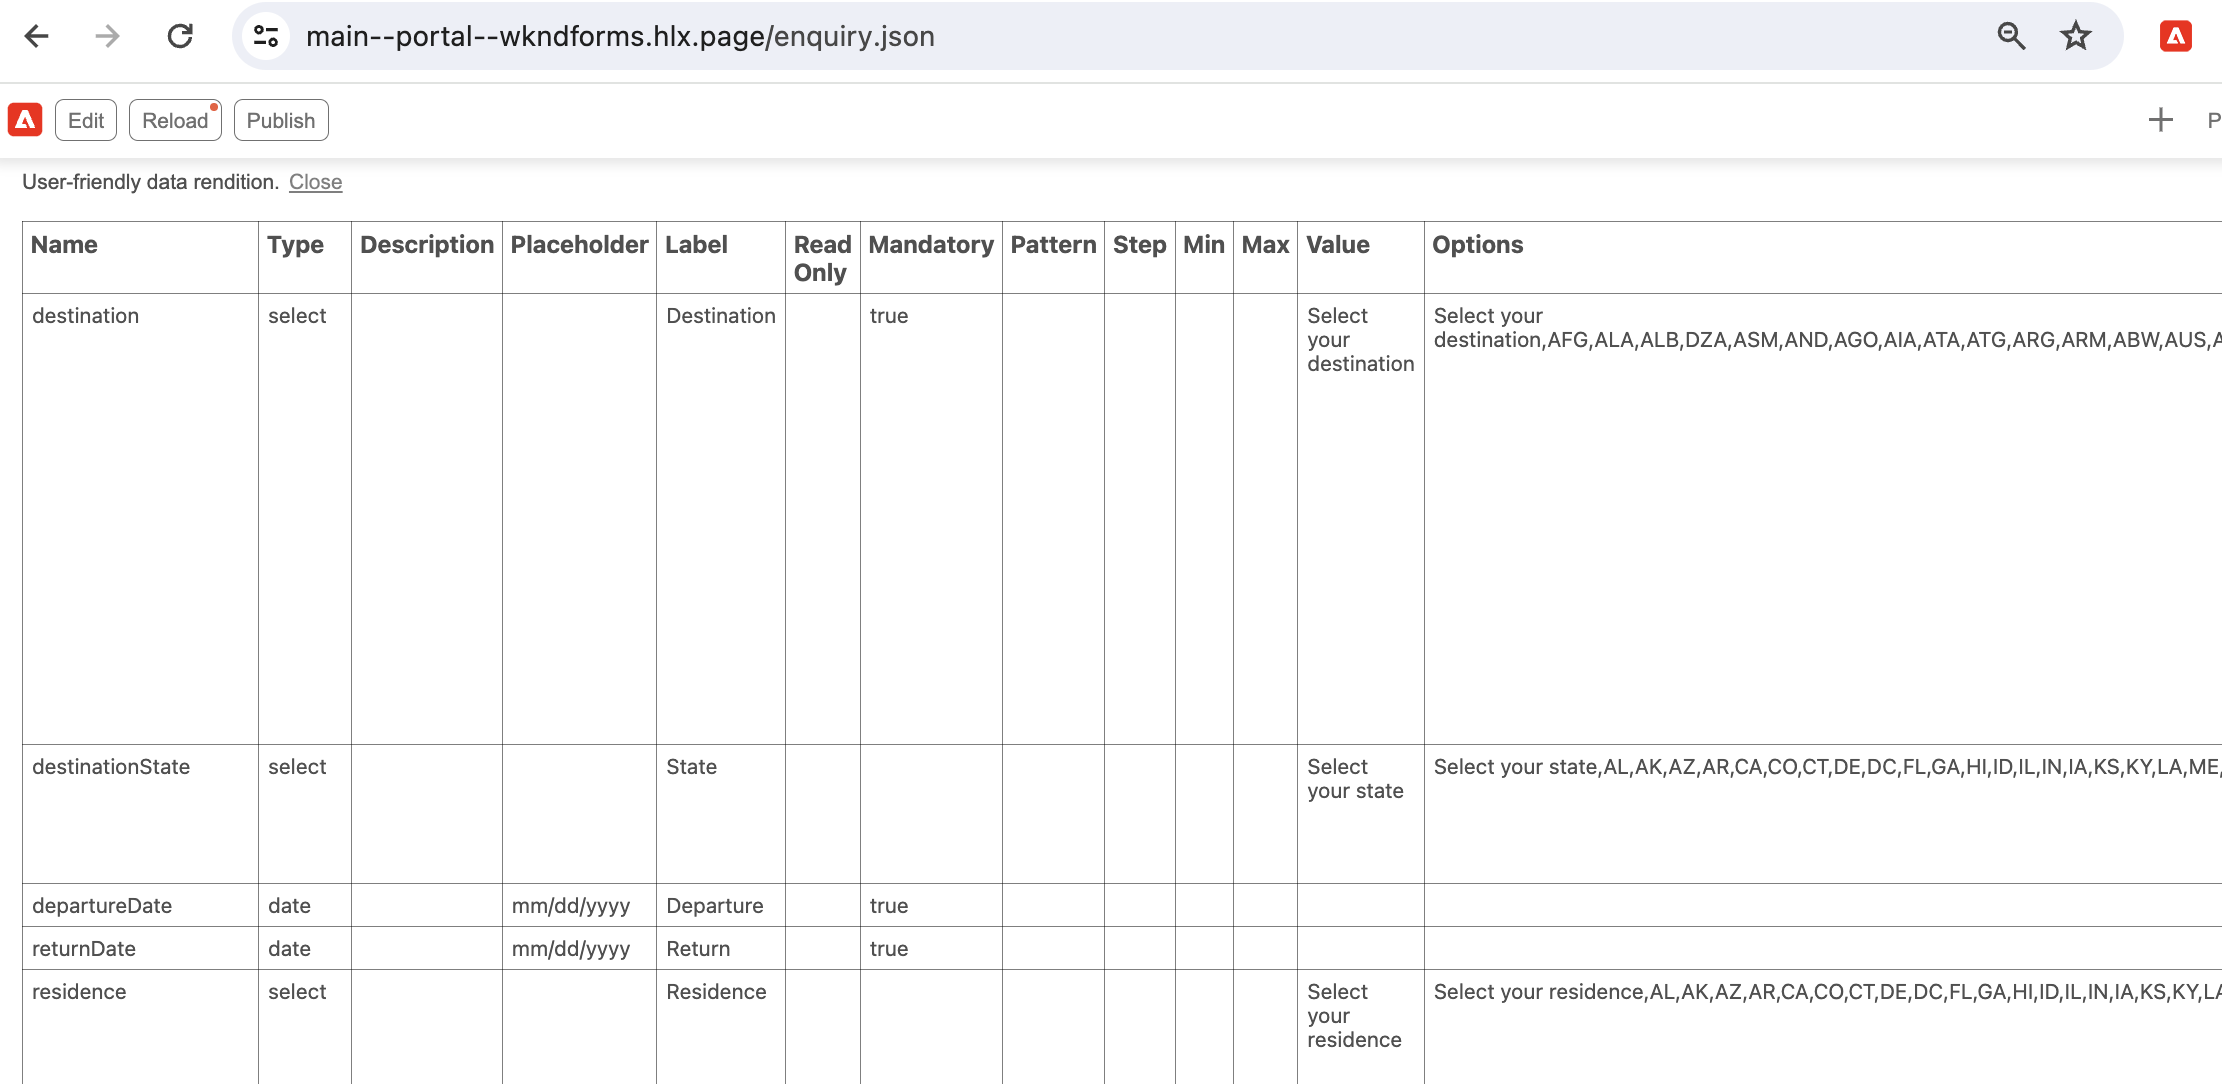 main--portal--wkndforms.hlx.page/enquiry.json
Edit Reload Publish P
User-friendly data rendition. Close
Name Type Description Placeholder Label Read Only Mandatory Pattern Step Min Max Value Options
destination select Destination true Select your destination Select your destination,AFG,ALA,ALB,DZA,ASM,AND,AGO,AIA,ATA,ATG,ARG,ARM,ABW,AUS,
destinationState select State Select your state Select your state,AL,AK,AZ,AR,CA,CO,CT,DE,DC,FL,GA,HI,ID,IL,IN,IA,KS,KY,LA,ME,
departureDate date mm/dd/yyyy Departure true
returnDate date mm/dd/yyyy Return true
residence select Residence Select your residence Select your residence,AL,AK,AZ,AR,CA,CO,CT,DE,DC,FL,GA,HI,ID,IL,IN,IA,KS,KY,